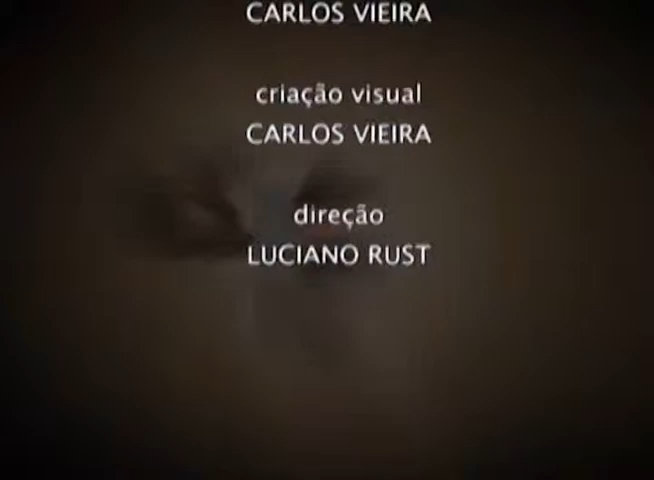 CARLOS VIEIRA
criação visual
CARLOS VIEIRA
direção
LUCIANO RUST